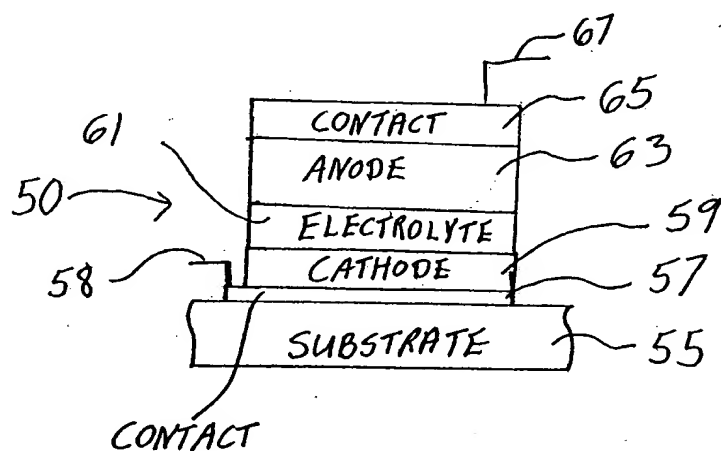 67
CONTACT
65
61
ANODE
63
50
ELECTROLYTE
59
58
CATHODE
57
SUBSTRATE
55
CONTACT